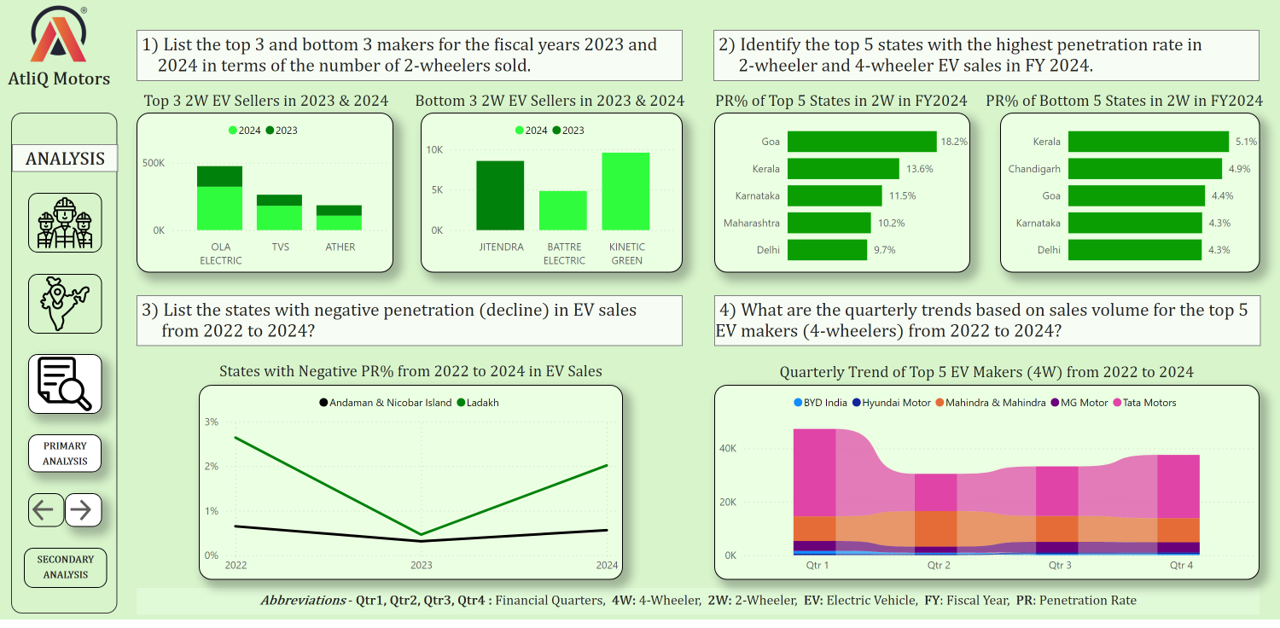 AtliQ Motors
ANALYSIS
PRIMARY
ANALYSIS
SECONDARY
ANALYSIS
1) List the top 3 and bottom 3 makers for the fiscal years 2023 and
2024 in terms of the number of 2-wheelers sold.
Top 3 2W EV Sellers in 2023 & 2024
2024 2023
500K
0K
OLA
ELECTRIC
TVS
ATHER
Bottom 3 2W EV Sellers in 2023 & 2024
2024 2023
10K
5K
0K
JITENDRA
BATTRE
ELECTRIC
KINETIC
GREEN
2) Identify the top 5 states with the highest penetration rate in
2-wheeler and 4-wheeler EV sales in FY 2024.
PR% of Top 5 States in 2W in FY2024
Goa 18.2%
Kerala 13.6%
Karnataka 11.5%
Maharashtra 10.2%
Delhi 9.7%
PR% of Bottom 5 States in 2W in FY2024
Kerala 5.1%
Chandigarh 4.9%
Goa 4.4%
Karnataka 4.3%
Delhi 4.3%
3) List the states with negative penetration (decline) in EV sales
from 2022 to 2024?
States with Negative PR% from 2022 to 2024 in EV Sales
Andaman & Nicobar Island Ladakh
3%
2%
1%
0%
2022 2023 2024
4) What are the quarterly trends based on sales volume for the top 5
EV makers (4-wheelers) from 2022 to 2024?
Quarterly Trend of Top 5 EV Makers (4W) from 2022 to 2024
BYD India Hyundai Motor Mahindra & Mahindra MG Motor Tata Motors
40K
20K
0K
Qtr 1 Qtr 2 Qtr 3 Qtr 4
Abbreviations - Qtr1, Qtr2, Qtr3, Qtr4 : Financial Quarters, 4W: 4-Wheeler, 2W: 2-Wheeler, EV: Electric Vehicle, FY: Fiscal Year, PR: Penetration Rate